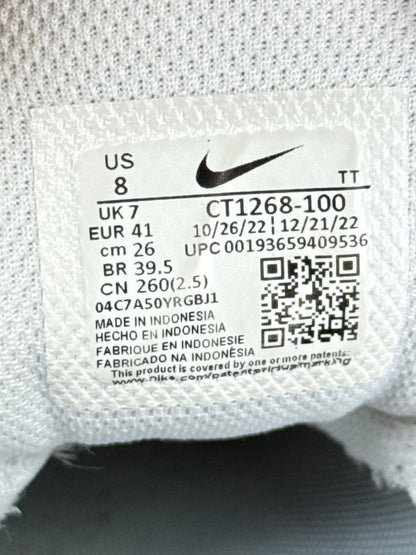 US
8
TT
UK 7
CT1268-100
EUR 41
10/26/22 ¦ 12/21/22
cm 26
UPC 00193659409536
BR 39.5
CN 260(2.5)
04C7A50YRGBJ1
MADE IN INDONESIA
HECHO EN INDONESIA
FABRIQUE EN INDONESIE
FABRICADO NA INDONÉSIA
This product is covered by one or more patents.